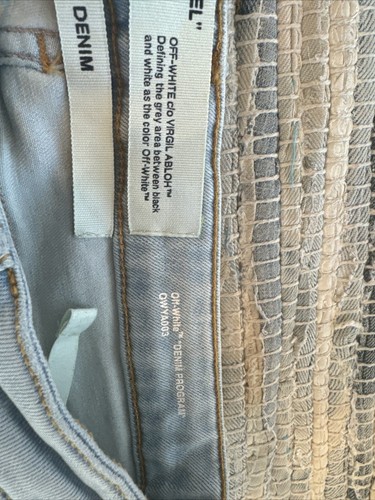 DENIM
EL"
OFF-WHITE c/o VIRGIL ABLOH™
Defining the grey area between black
and white as the color Off-White™
Off-White™ "DENIM PROGRAM"
OWYA003